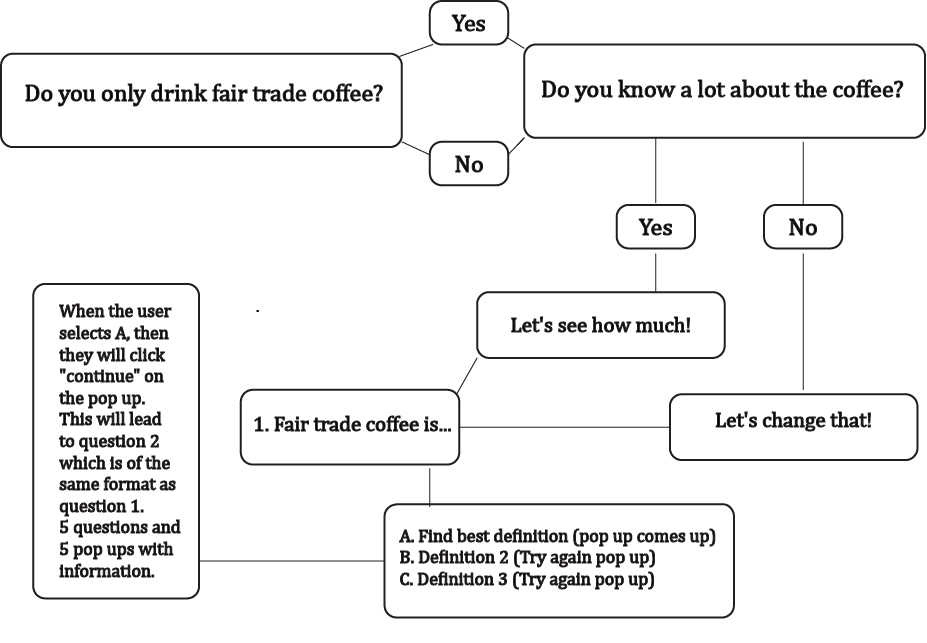 Yes
Do you only drink fair trade coffee?
Do you know a lot about the coffee?
No
Yes
No
Let's see how much!
Let's change that!
1. Fair trade coffee is...
A. Find best definition (pop up comes up)
B. Definition 2 (Try again pop up)
C. Definition 3 (Try again pop up)
When the user
selects A, then
they will click
"continue" on
the pop up.
This will lead
to question 2
which is of the
same format as
question 1.
5 questions and
5 pop ups with
information.